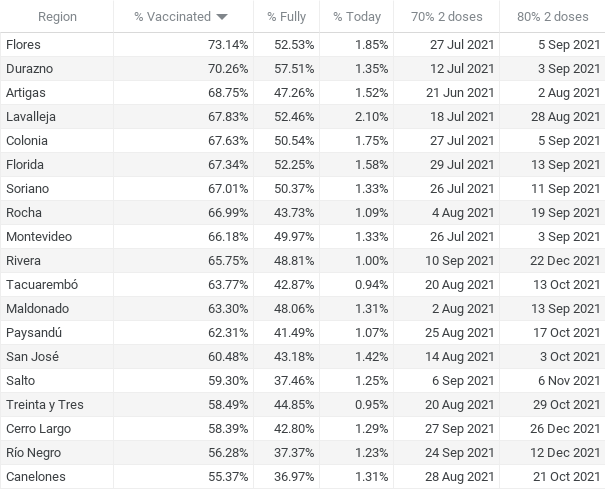 Region % Vaccinated % Fully % Today 70% 2 doses 80% 2 doses
Flores 73.14% 52.53% 1.85% 27 Jul 2021 5 Sep 2021
Durazno 70.26% 57.51% 1.35% 12 Jul 2021 3 Sep 2021
Artigas 68.75% 47.26% 1.52% 21 Jun 2021 2 Aug 2021
Lavalleja 67.83% 52.46% 2.10% 18 Jul 2021 28 Aug 2021
Colonia 67.63% 50.54% 1.75% 27 Jul 2021 5 Sep 2021
Florida 67.34% 52.25% 1.58% 29 Jul 2021 13 Sep 2021
Soriano 67.01% 50.37% 1.33% 26 Jul 2021 11 Sep 2021
Rocha 66.99% 43.73% 1.09% 4 Aug 2021 19 Sep 2021
Montevideo 66.18% 49.97% 1.33% 26 Jul 2021 3 Sep 2021
Rivera 65.75% 48.81% 1.00% 10 Sep 2021 22 Dec 2021
Tacuarembó 63.77% 42.87% 0.94% 20 Aug 2021 13 Oct 2021
Maldonado 63.30% 48.06% 1.31% 2 Aug 2021 13 Sep 2021
Paysandú 62.31% 41.49% 1.07% 25 Aug 2021 17 Oct 2021
San José 60.48% 43.18% 1.42% 14 Aug 2021 3 Oct 2021
Salto 59.30% 37.46% 1.25% 6 Sep 2021 6 Nov 2021
Treinta y Tres 58.49% 44.85% 0.95% 20 Aug 2021 29 Oct 2021
Cerro Largo 58.39% 42.80% 1.29% 27 Sep 2021 26 Dec 2021
Río Negro 56.28% 37.37% 1.23% 24 Sep 2021 12 Dec 2021
Canelones 55.37% 36.97% 1.31% 28 Aug 2021 21 Oct 2021